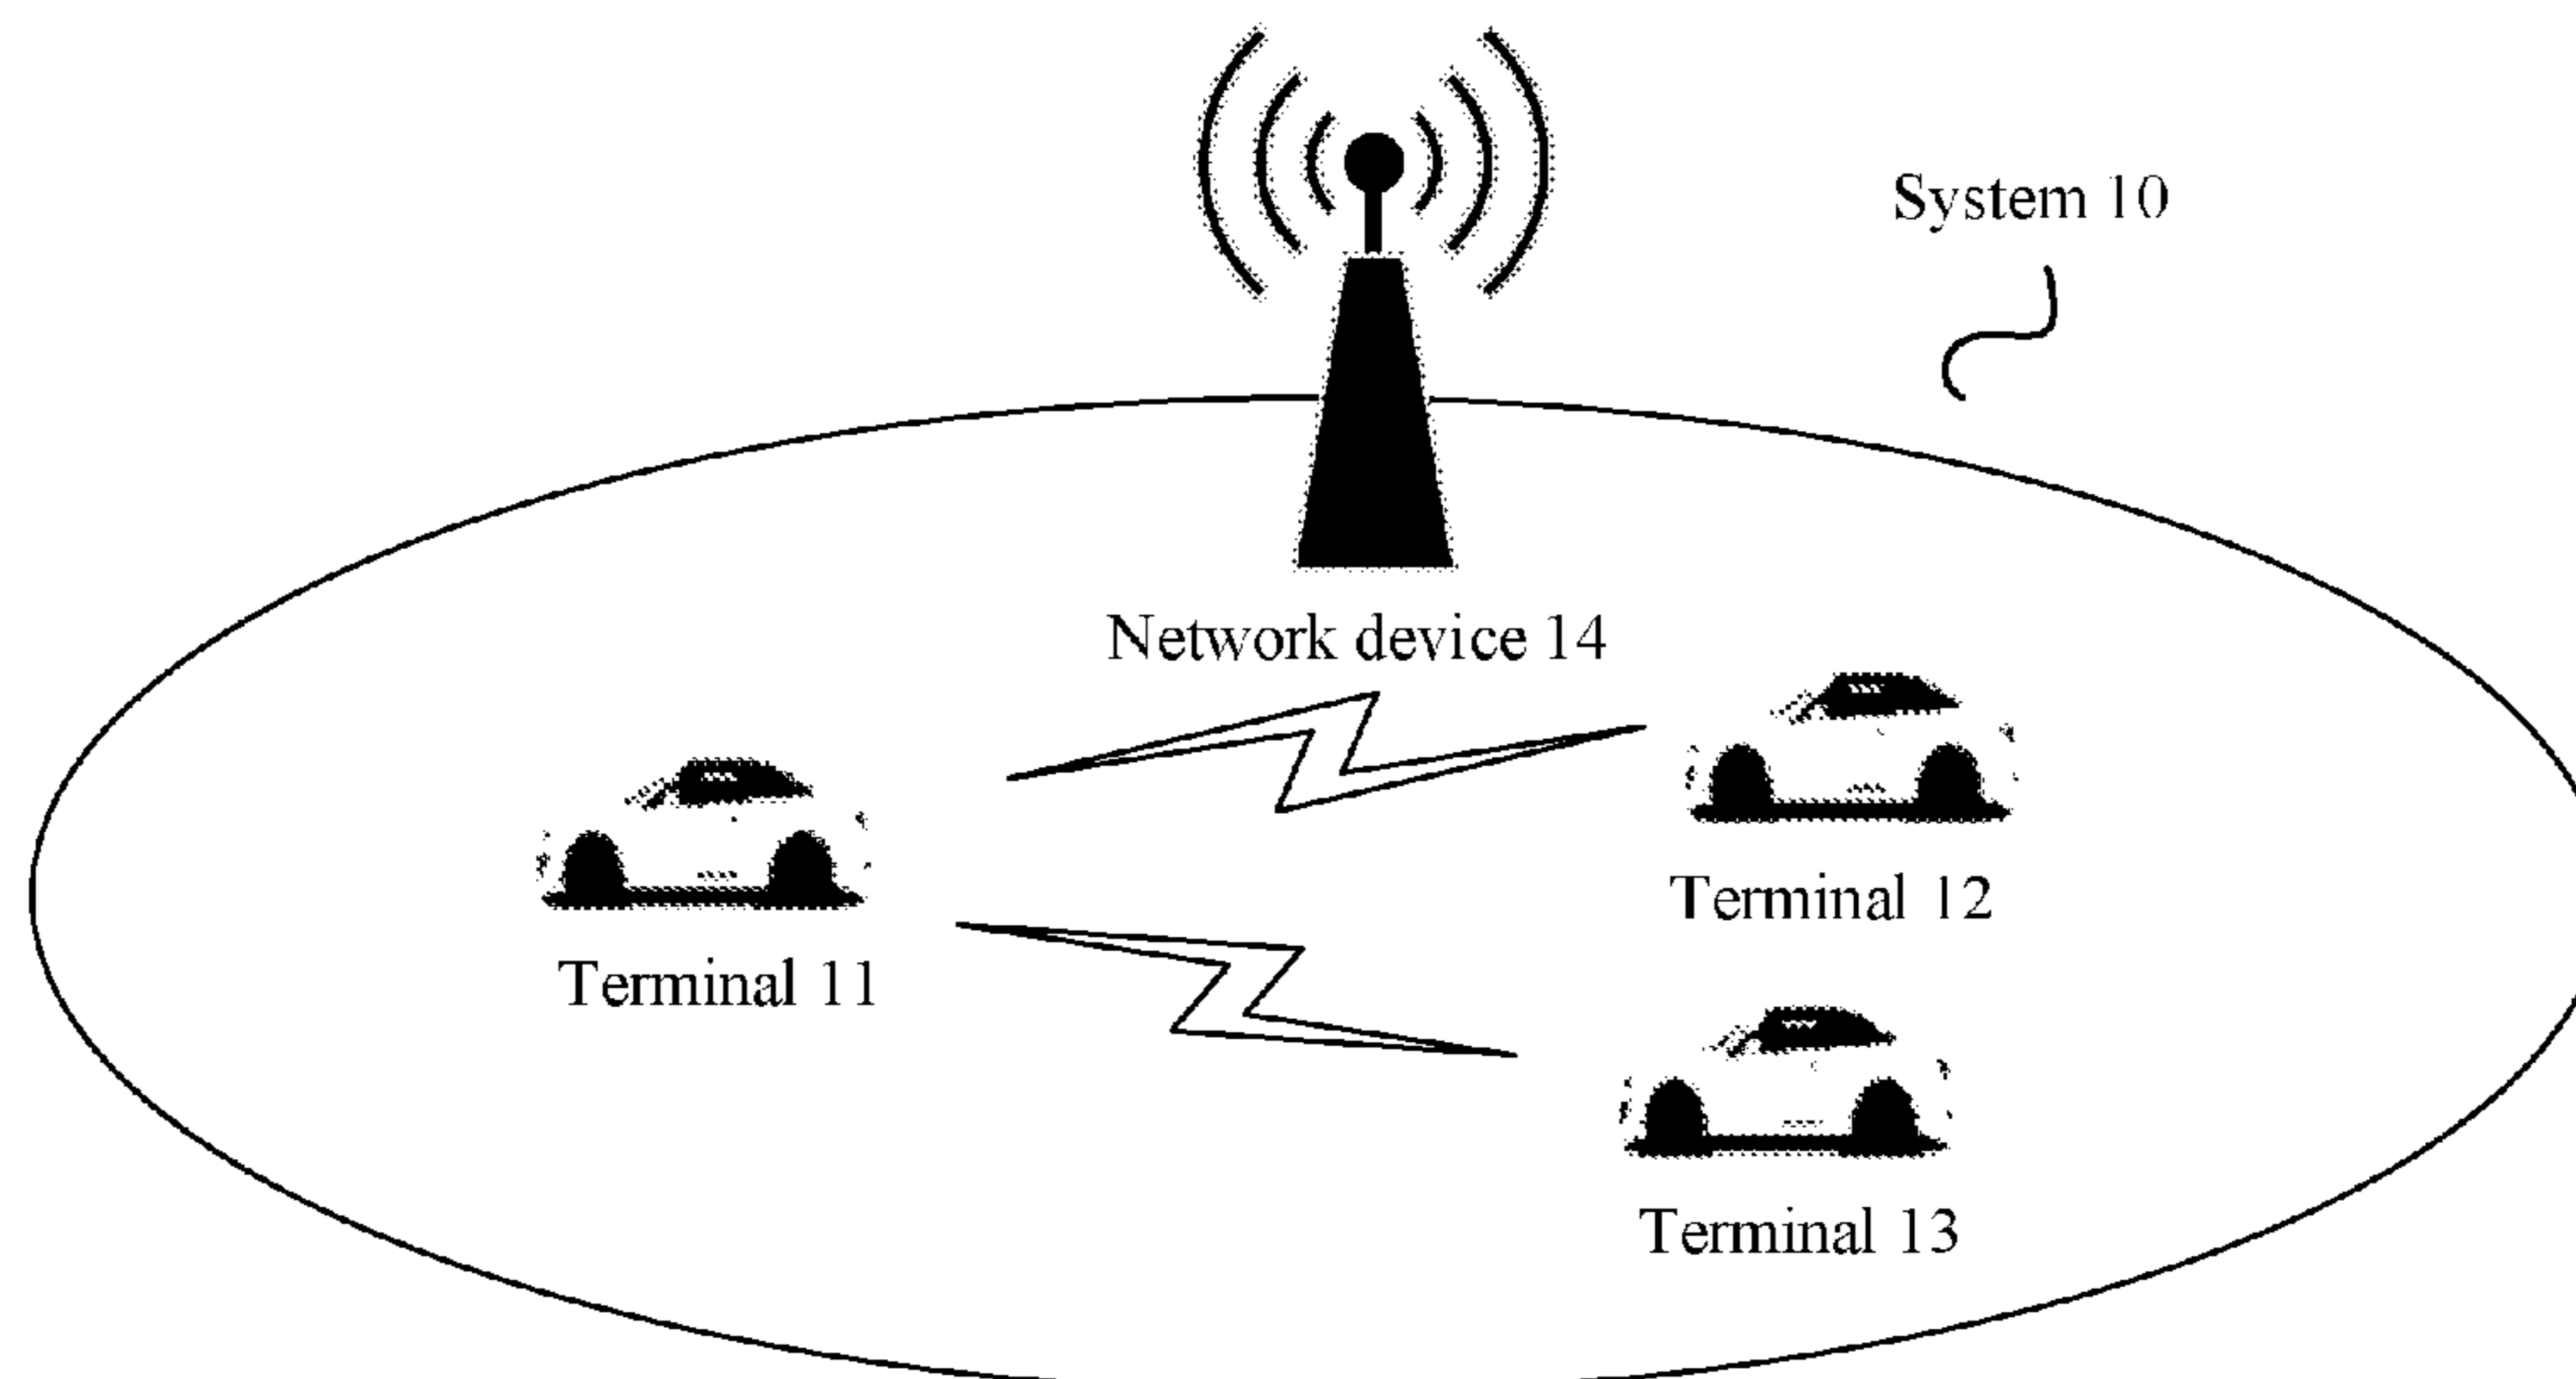 System 10
Network device 14
Terminal 12
Terminal 11
Terminal 13